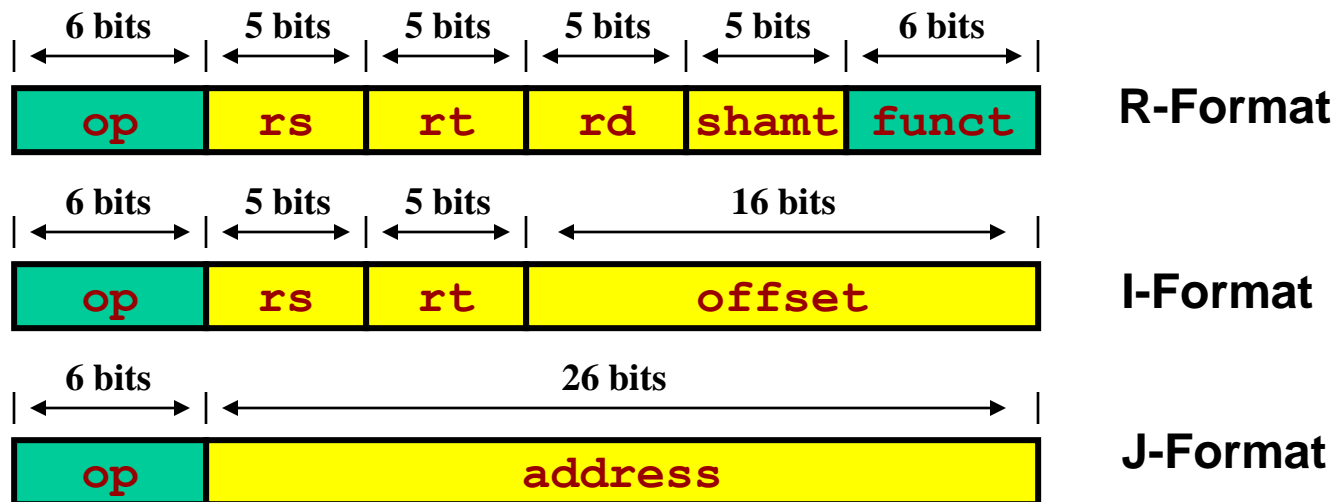 6 bits 5 bits 5 bits 5 bits 5 bits 6 bits
op rs rt rd shamt funct R-Format
6 bits 5 bits 5 bits 16 bits
op rs rt offset I-Format
6 bits 26 bits
op address J-Format